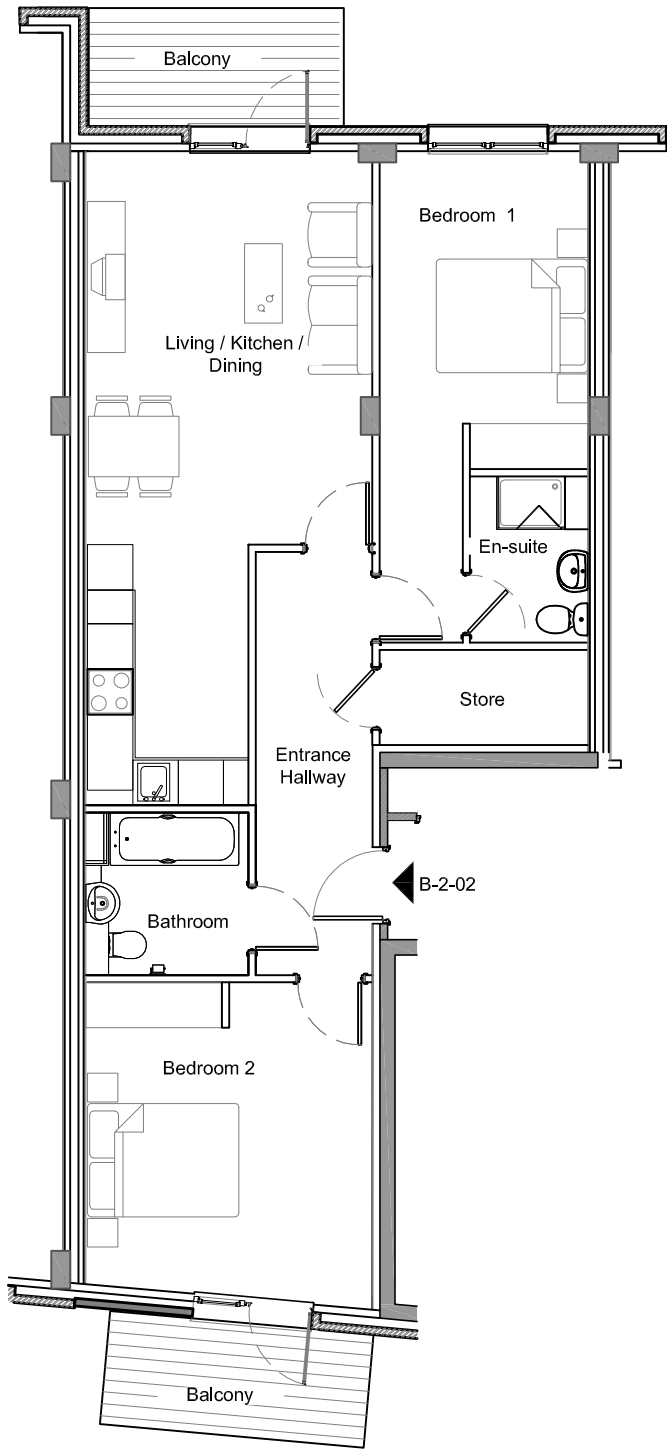 Balcony
Bedroom 1
Living / Kitchen /
Dining
En-suite
Store
Entrance
Hallway
B-2-02
Bathroom
Bedroom 2
Balcony